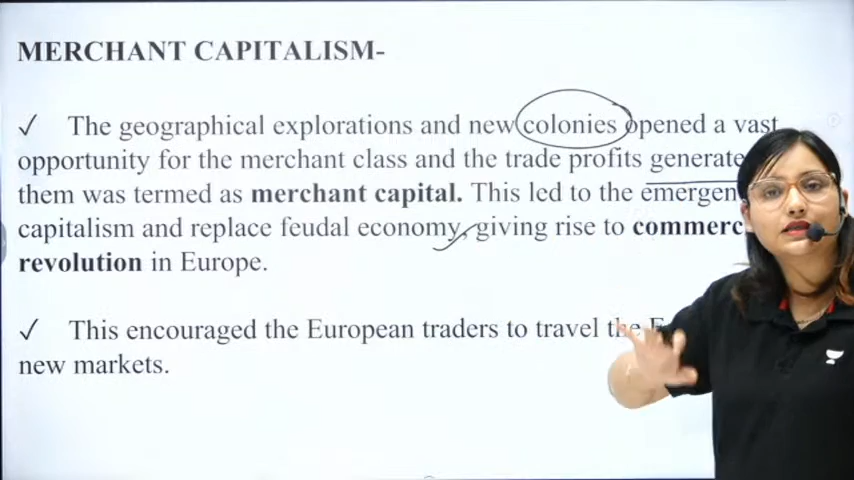 MERCHANT CAPITALISM-
✓ The geographical explorations and new colonies opened a vast
opportunity for the merchant class and the trade profits generate
them was termed as merchant capital. This led to the
capitalism and replace feudal economy, giving rise to
revolution in Europe.
✓ This encouraged the European traders to travel the
new markets.